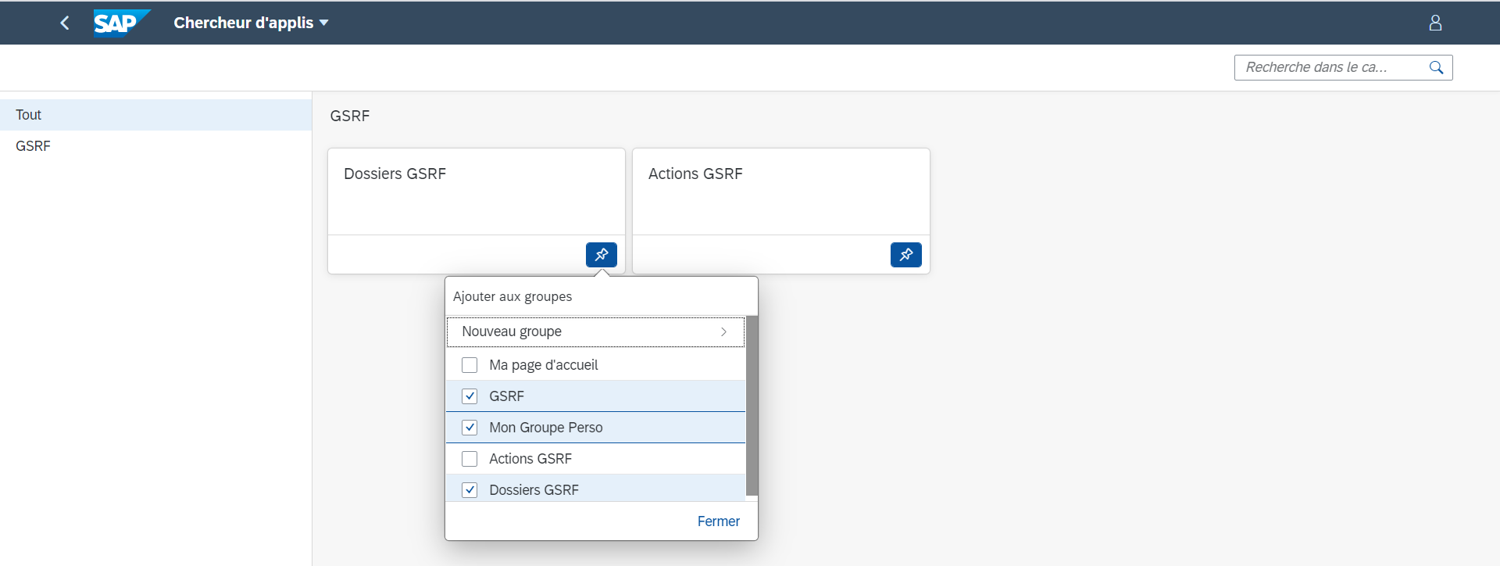 SAP Chercheur d'applis
Recherche dans le ca...
Tout
GSRF
GSRF
Dossiers GSRF
Actions GSRF
Ajouter aux groupes
Nouveau groupe
Ma page d'accueil
GSRF
Mon Groupe Perso
Actions GSRF
Dossiers GSRF
Fermer